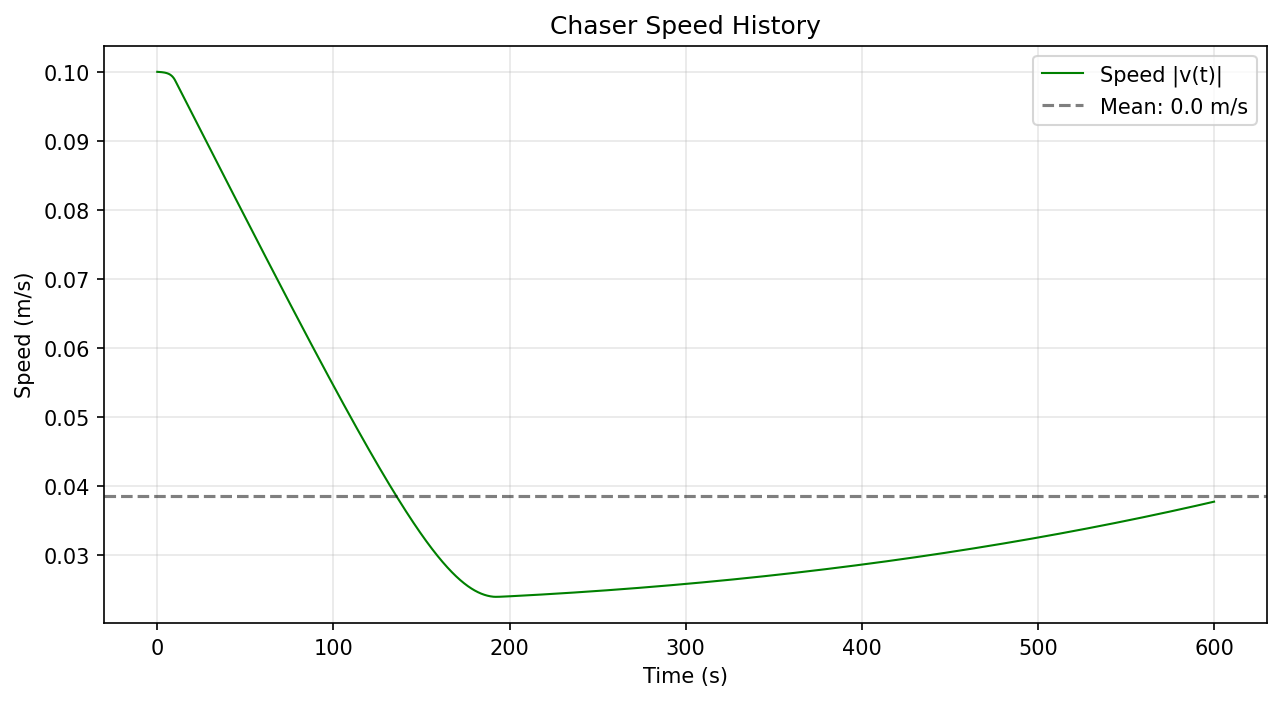 Chaser Speed History
Speed |v(t)|
Mean: 0.0 m/s
0.10
0.09
0.08
0.07
0.06
0.05
0.04
0.03
Speed (m/s)
0 100 200 300 400 500 600
Time (s)